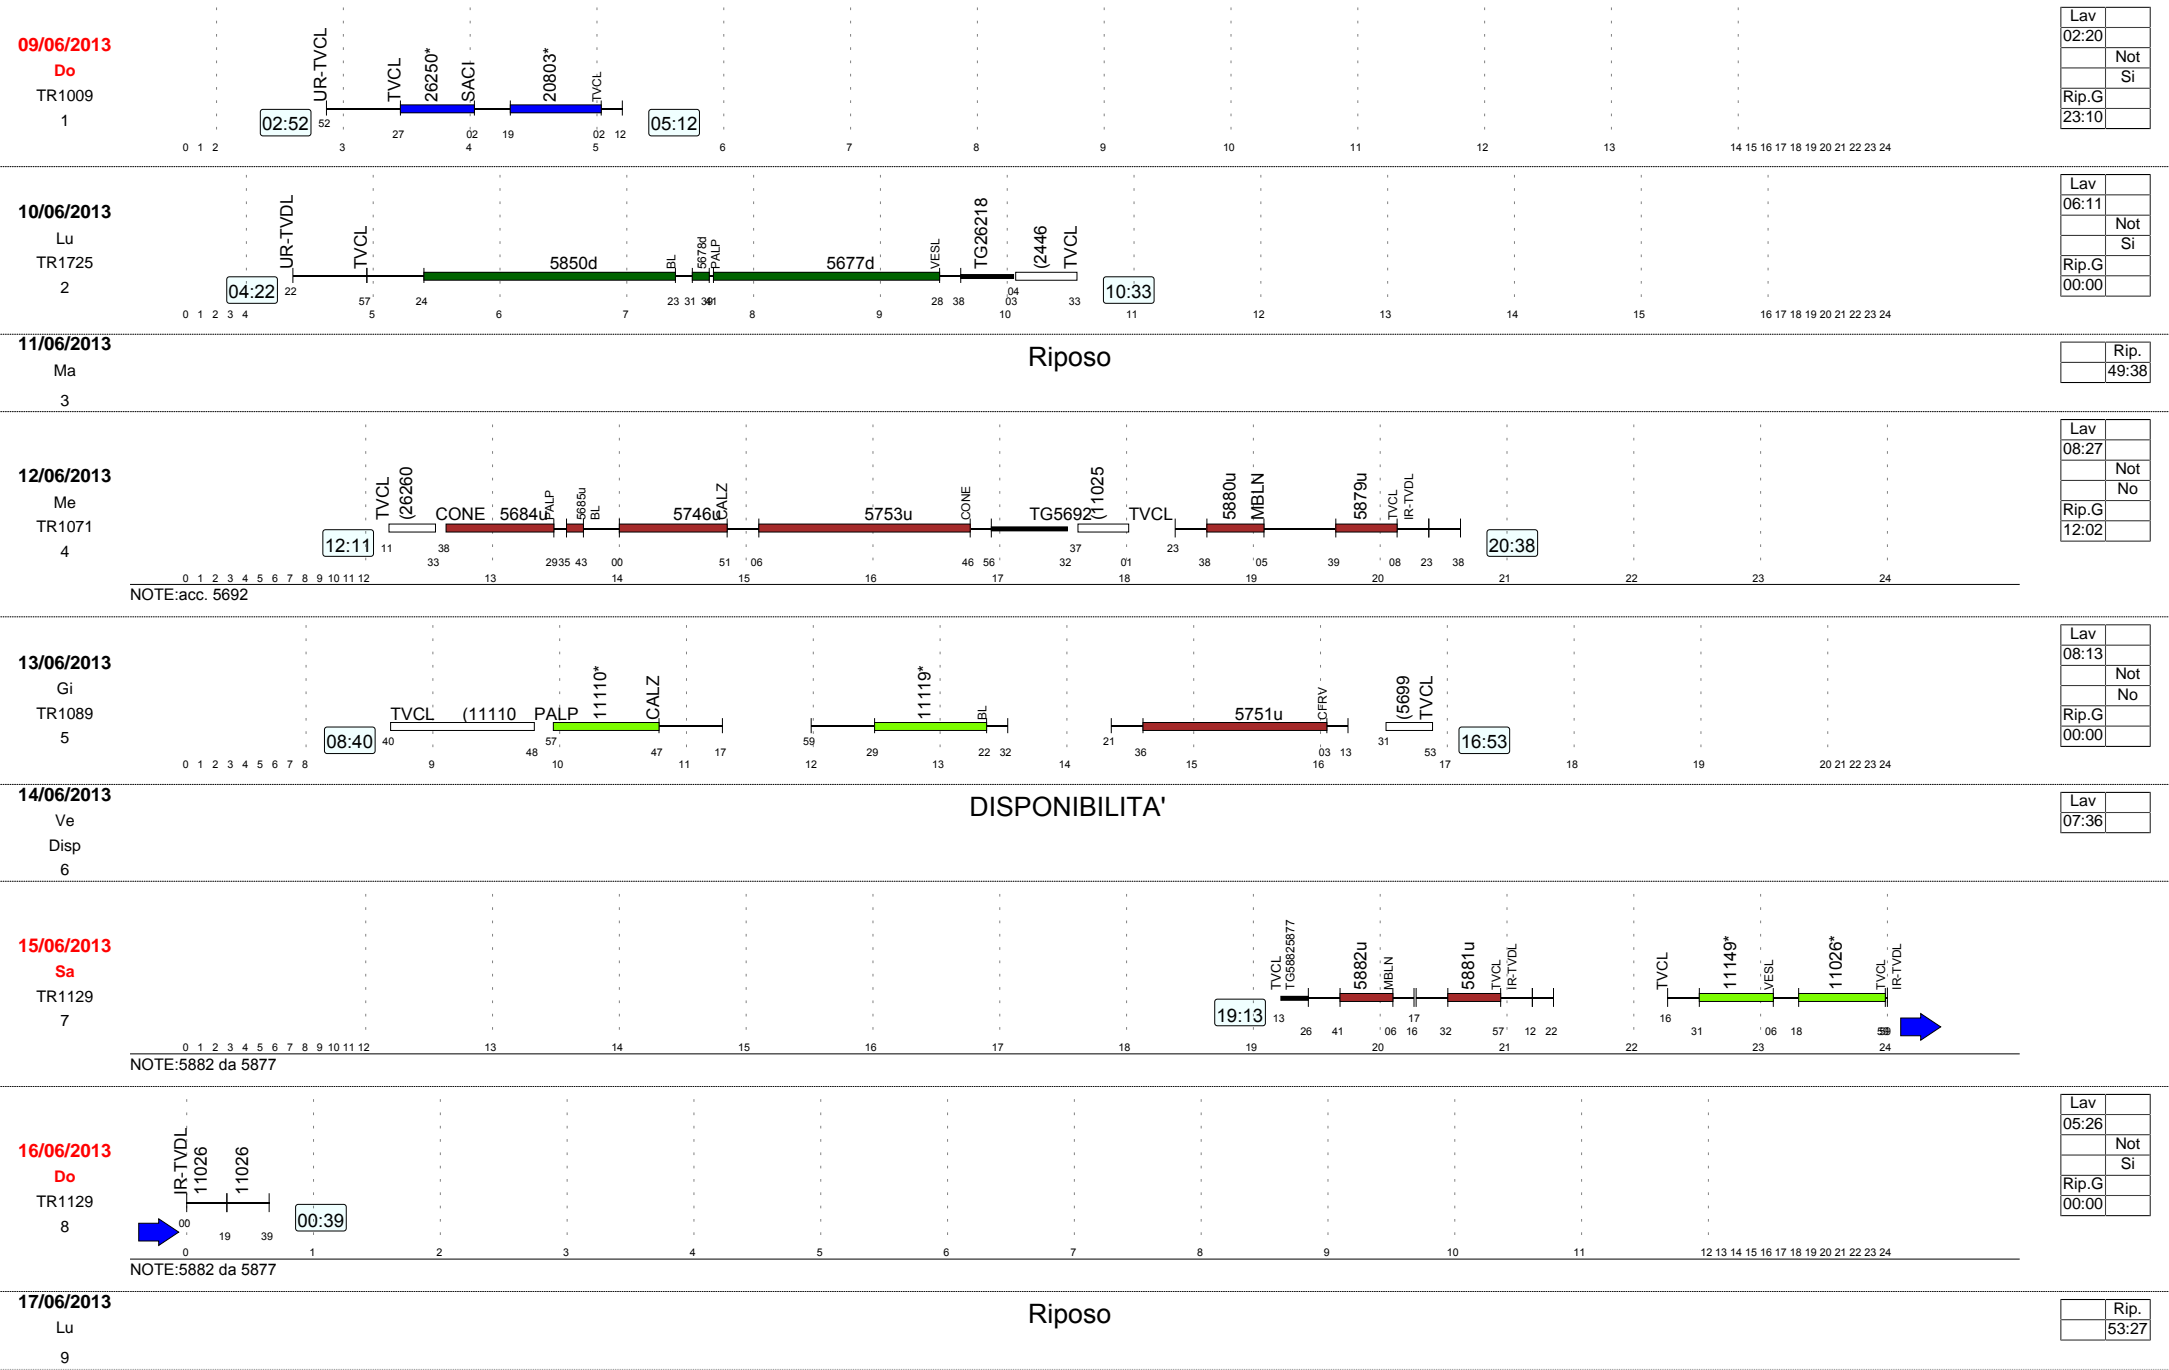 09/06/2013
Do
TR1009
1
UR-TVCL TVCL 26250* SACI 20803* TVCL
02:52 52 27 02 19 02 12 05:12
0 1 2 3 4 5 6 7 8 9 10 11 12 13 14 15 16 17 18 19 20 21 22 23 24
Lav
02:20
Not
Si
Rip.G
23:10
10/06/2013
Lu
TR1725
2
UR-TVDL TVCL 5850d BL 5678d PALP 5677d VESL TG26218 (2446 TVCL
04:22 22 57 24 23 31 39 41 28 38 03 04 33 10:33
0 1 2 3 4 5 6 7 8 9 10 11 12 13 14 15 16 17 18 19 20 21 22 23 24
Lav
06:11
Not
Si
Rip.G
00:00
11/06/2013
Ma
3
Riposo
Rip.
49:38
12/06/2013
Me
TR1071
4
TVCL (26260 CONE 5684u PALP 5685u BL 5746u CALZ 5753u CONE TG5692 (11025 TVCL 5880u MBLN 5879u TVCL IR-TVDL
12:11 11 33 38 29 35 43 00 51 06 46 56 32 37 01 23 38 05 39 08 23 38 20:38
0 1 2 3 4 5 6 7 8 9 10 11 12 13 14 15 16 17 18 19 20 21 22 23 24
NOTE:acc. 5692
Lav
08:27
Not
No
Rip.G
12:02
13/06/2013
Gi
TR1089
5
TVCL (11110 PALP 11110* CALZ 11119* BL 5751u CFRV (5699 TVCL
08:40 40 48 57 47 17 59 29 22 32 21 36 03 13 31 53 16:53
0 1 2 3 4 5 6 7 8 9 10 11 12 13 14 15 16 17 18 19 20 21 22 23 24
Lav
08:13
Not
No
Rip.G
00:00
14/06/2013
Ve
Disp
6
DISPONIBILITA'
Lav
07:36
15/06/2013
Sa
TR1129
7
TVCL TG58825877 5882u MBLN 5881u TVCL IR-TVDL TVCL 11149* VESL 11026* TVCL IR-TVDL
19:13 13 26 41 06 16 17 32 57 12 22 16 31 06 18 59
0 1 2 3 4 5 6 7 8 9 10 11 12 13 14 15 16 17 18 19 20 21 22 23 24
NOTE:5882 da 5877
16/06/2013
Do
TR1129
8
IR-TVDL 11026 11026
00 19 39 00:39
0 1 2 3 4 5 6 7 8 9 10 11 12 13 14 15 16 17 18 19 20 21 22 23 24
NOTE:5882 da 5877
Lav
05:26
Not
Si
Rip.G
00:00
17/06/2013
Lu
9
Riposo
Rip.
53:27